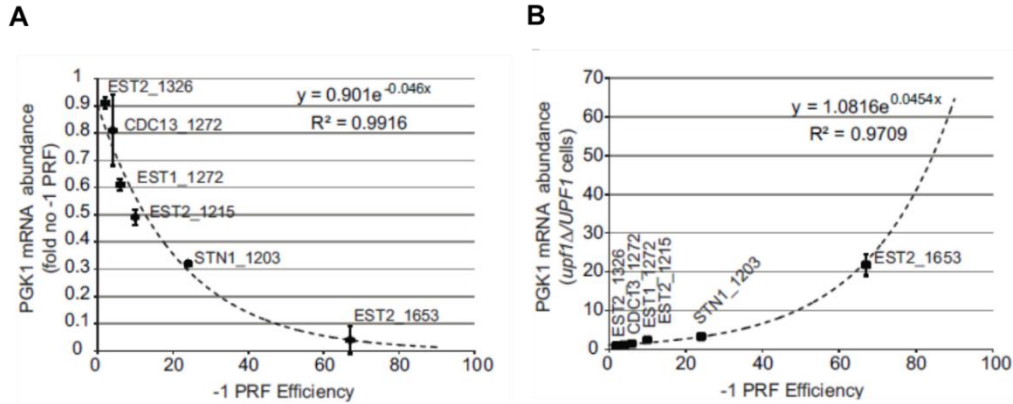 A
B
PGK1 mRNA abundance
(fold no -1 PRF)
1
0.9
0.8
0.7
0.6
0.5
0.4
0.3
0.2
0.1
0
EST2_1326
CDC13_1272
EST1_1272
EST2_1215
STN1_1203
EST2_1653
y = 0.901e^-0.046x
R² = 0.9916
0 20 40 60 80 100
-1 PRF Efficiency
PGK1 mRNA abundance
(upf1Δ/UPF1 cells)
70
60
50
40
30
20
10
0
EST2_1326
CDC13_1272
EST1_1272
EST2_1215
STN1_1203
EST2_1653
y = 1.0816e^0.0454x
R² = 0.9709
0 20 40 60 80 100
-1 PRF Efficiency